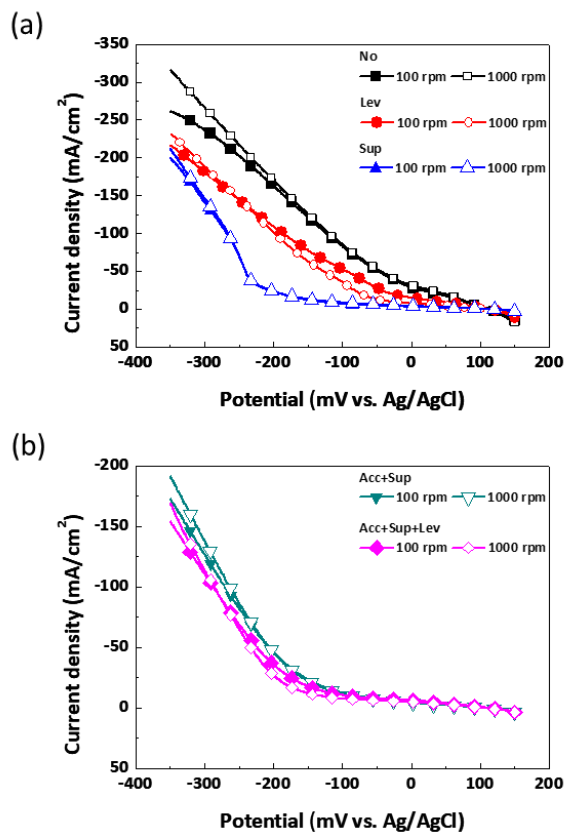 (a)
Current density (mA/cm²)
-350
-300
-250
-200
-150
-100
-50
0
50
No
100 rpm 1000 rpm
Lev
100 rpm 1000 rpm
Sup
100 rpm 1000 rpm
-400 -300 -200 -100 0 100 200
Potential (mV vs. Ag/AgCl)
(b)
Current density (mA/cm²)
-200
-150
-100
-50
0
50
Acc+Sup
100 rpm 1000 rpm
Acc+Sup+Lev
100 rpm 1000 rpm
-400 -300 -200 -100 0 100 200
Potential (mV vs. Ag/AgCl)